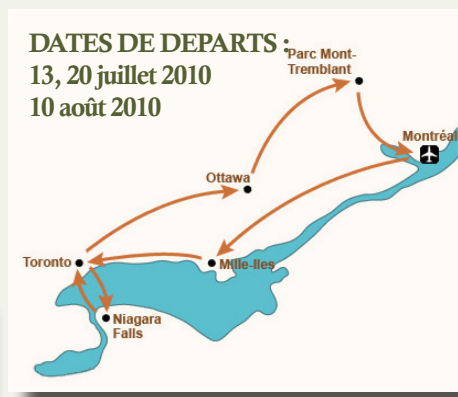 DATES DE DEPARTS :
13, 20 juillet 2010
10 août 2010
Parc Mont-
Tremblant
Montréal
Ottawa
Toronto
Mille-Iles
Niagara
Falls